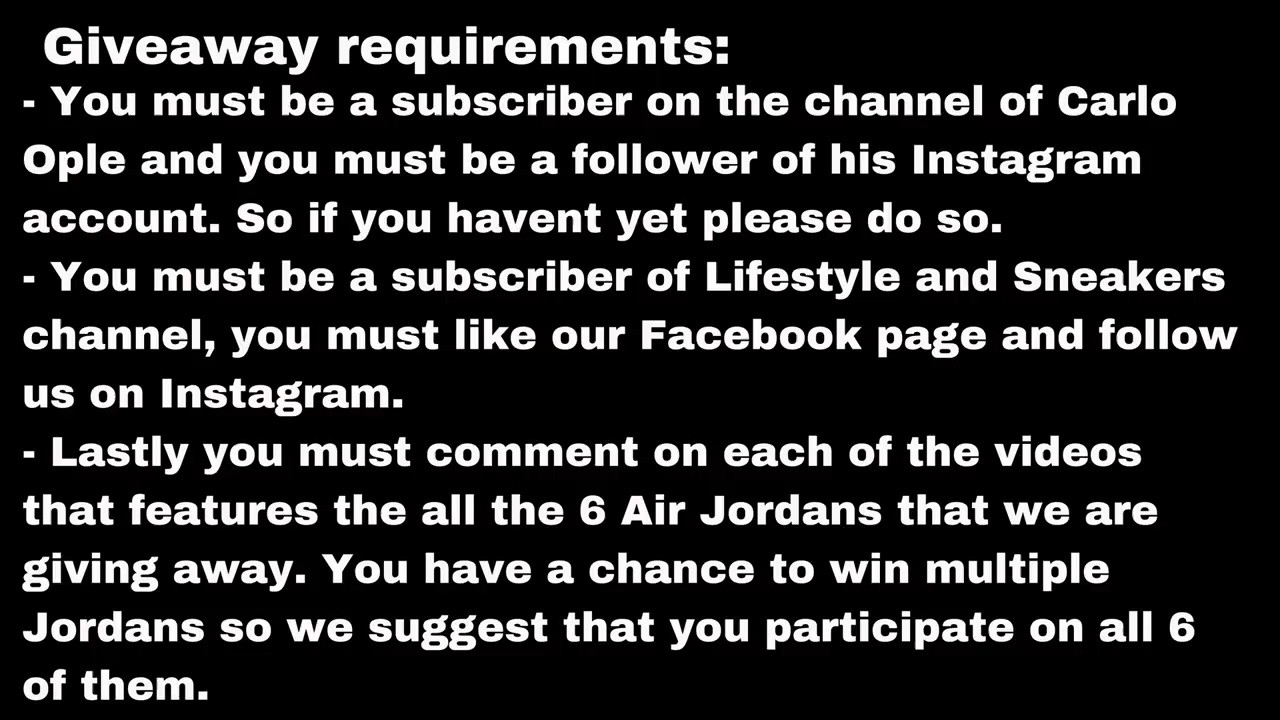 Giveaway requirements:
- You must be a subscriber on the channel of Carlo
Ople and you must be a follower of his Instagram
account. So if you havent yet please do so.
- You must be a subscriber of Lifestyle and Sneakers
channel, you must like our Facebook page and follow
us on Instagram.
- Lastly you must comment on each of the videos
that features the all the 6 Air Jordans that we are
giving away. You have a chance to win multiple
Jordans so we suggest that you participate on all 6
of them.